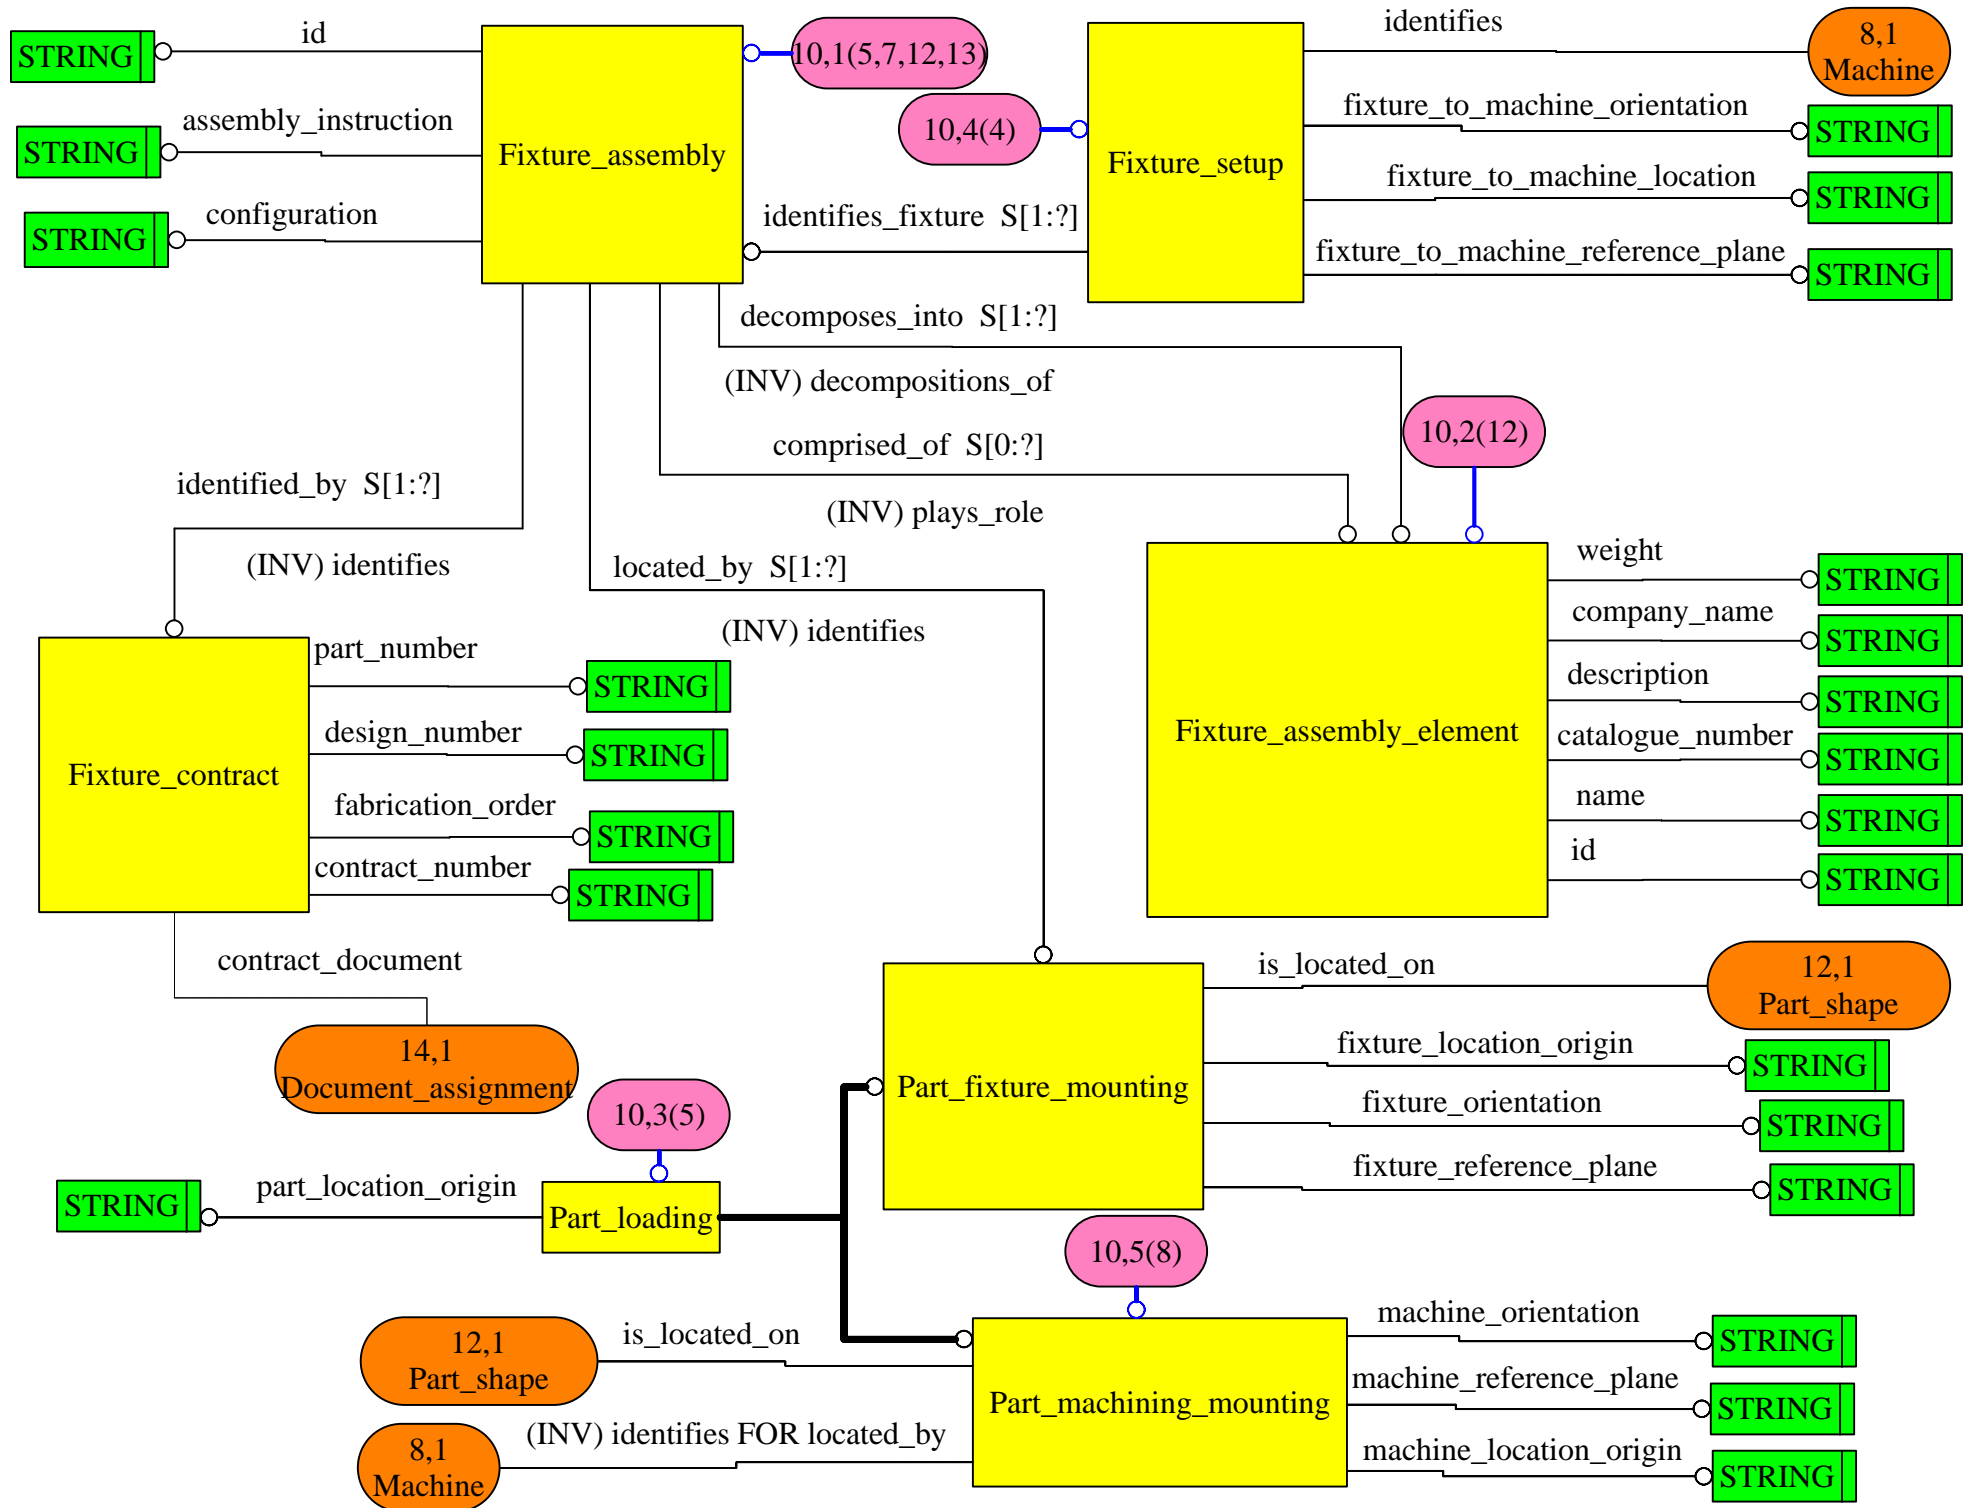 id
STRING
10,1(5,7,12,13)
identifies
8,1
Machine
assembly_instruction
STRING
Fixture_assembly
10,4(4)
Fixture_setup
fixture_to_machine_orientation
STRING
configuration
STRING
identifies_fixture S[1:?]
fixture_to_machine_location
STRING
fixture_to_machine_reference_plane
STRING
decomposes_into S[1:?]
(INV) decompositions_of
10,2(12)
comprised_of S[0:?]
identified_by S[1:?]
(INV) plays_role
(INV) identifies
located_by S[1:?]
(INV) identifies
weight
STRING
company_name
STRING
description
STRING
Fixture_assembly_element
catalogue_number
STRING
name
STRING
id
STRING
part_number
STRING
design_number
STRING
Fixture_contract
fabrication_order
STRING
contract_number
STRING
contract_document
14,1
Document_assignment
is_located_on
12,1
Part_shape
fixture_location_origin
STRING
Part_fixture_mounting
fixture_orientation
STRING
fixture_reference_plane
STRING
10,3(5)
part_location_origin
STRING
Part_loading
10,5(8)
is_located_on
12,1
Part_shape
machine_orientation
STRING
Part_machining_mounting
machine_reference_plane
STRING
(INV) identifies FOR located_by
8,1
Machine
machine_location_origin
STRING